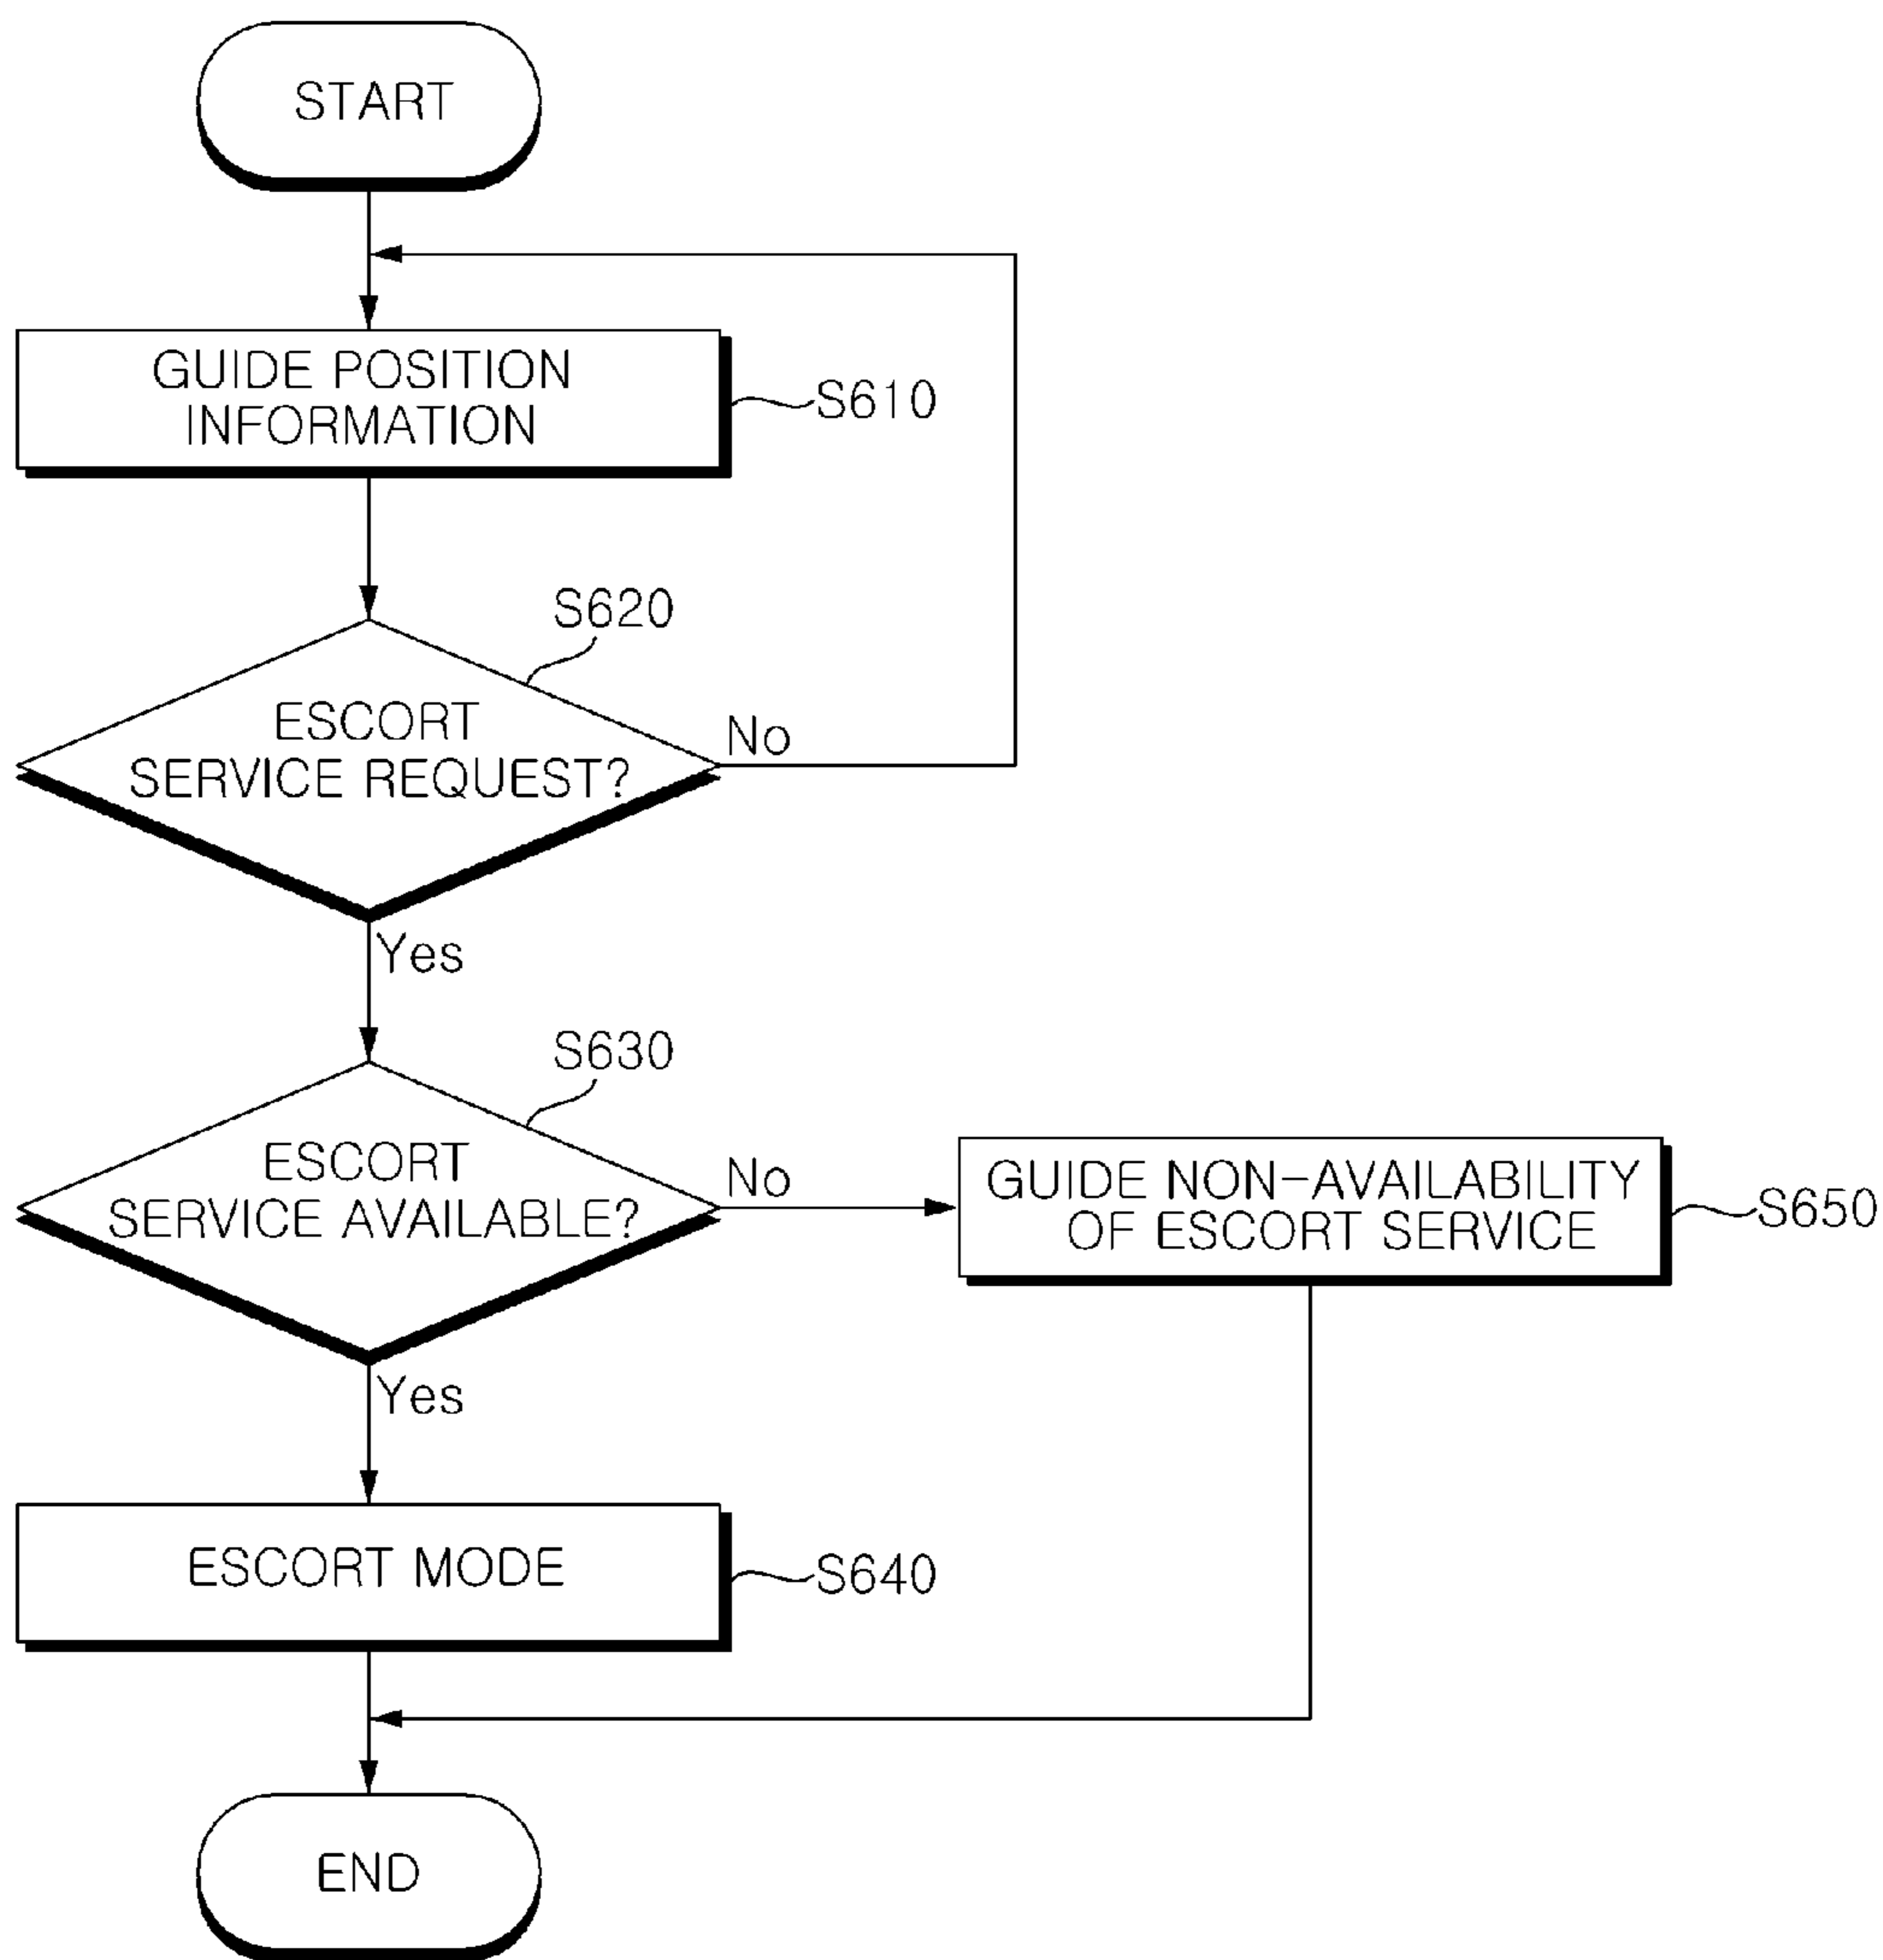 START
GUIDE POSITION
INFORMATION
S610
S620
ESCORT
SERVICE REQUEST?
No
Yes
S630
ESCORT
SERVICE AVAILABLE?
No
GUIDE NON-AVAILABILITY
OF ESCORT SERVICE
S650
Yes
ESCORT MODE
S640
END